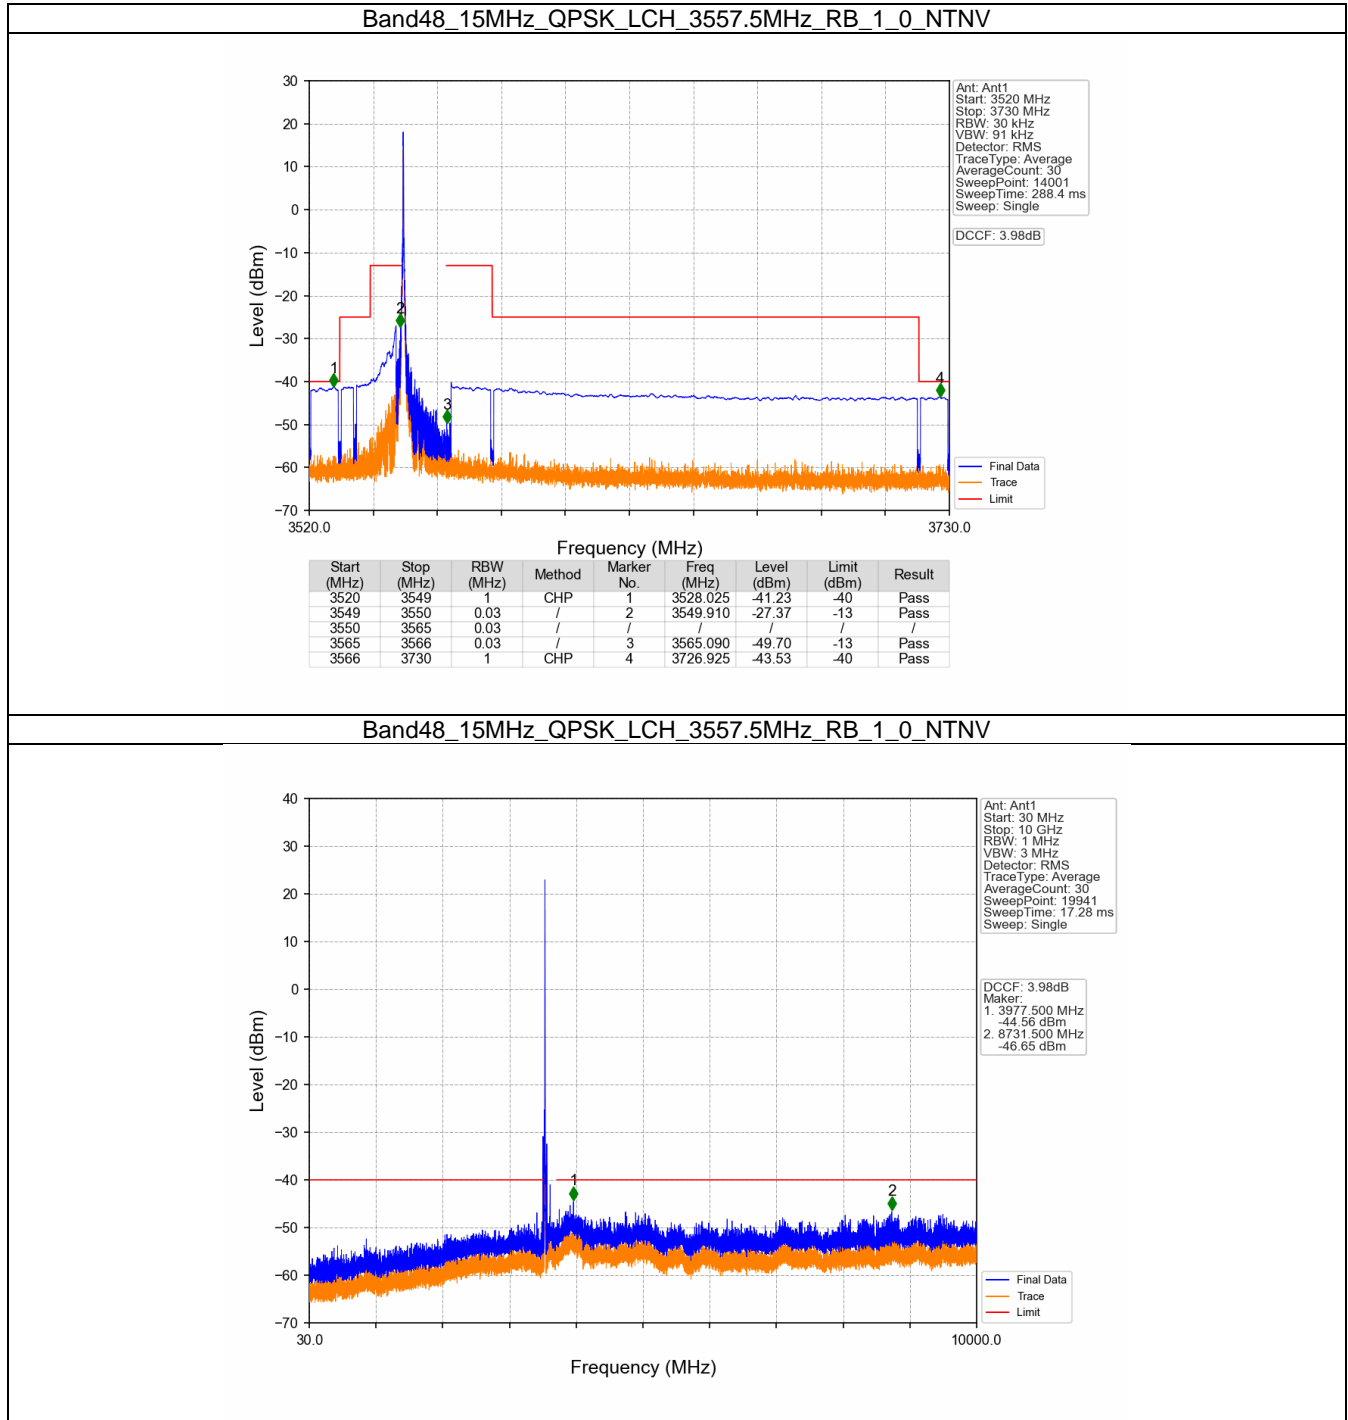 Band48_15MHz_QPSK_LCH_3557.5MHz_RB_1_0_NTNV
30
20
10
0
−10
−20
−30
−40
−50
−60
−70
Level (dBm)
1
2
3
4
3520.0
3730.0
Frequency (MHz)
Ant: Ant1
Start: 3520 MHz
Stop: 3730 MHz
RBW: 30 kHz
VBW: 91 kHz
Detector: RMS
TraceType: Average
AverageCount: 30
SweepPoint: 14001
SweepTime: 288.4 ms
Sweep: Single
DCCF: 3.98dB
Final Data
Trace
Limit
Start (MHz) Stop (MHz) RBW (MHz) Method Marker No. Freq (MHz) Level (dBm) Limit (dBm) Result
3520 3549 1 CHP 1 3528.025 -41.23 -40 Pass
3549 3550 0.03 / 2 3549.910 -27.37 -13 Pass
3550 3565 0.03 / / / / / /
3565 3566 0.03 / 3 3565.090 -49.70 -13 Pass
3566 3730 1 CHP 4 3726.925 -43.53 -40 Pass
Band48_15MHz_QPSK_LCH_3557.5MHz_RB_1_0_NTNV
40
30
20
10
0
−10
−20
−30
−40
−50
−60
−70
Level (dBm)
1
2
30.0
10000.0
Frequency (MHz)
Ant: Ant1
Start: 30 MHz
Stop: 10 GHz
RBW: 1 MHz
VBW: 3 MHz
Detector: RMS
TraceType: Average
AverageCount: 30
SweepPoint: 19941
SweepTime: 17.28 ms
Sweep: Single
DCCF: 3.98dB
Maker:
1. 3977.500 MHz
-44.56 dBm
2. 8731.500 MHz
-46.65 dBm
Final Data
Trace
Limit